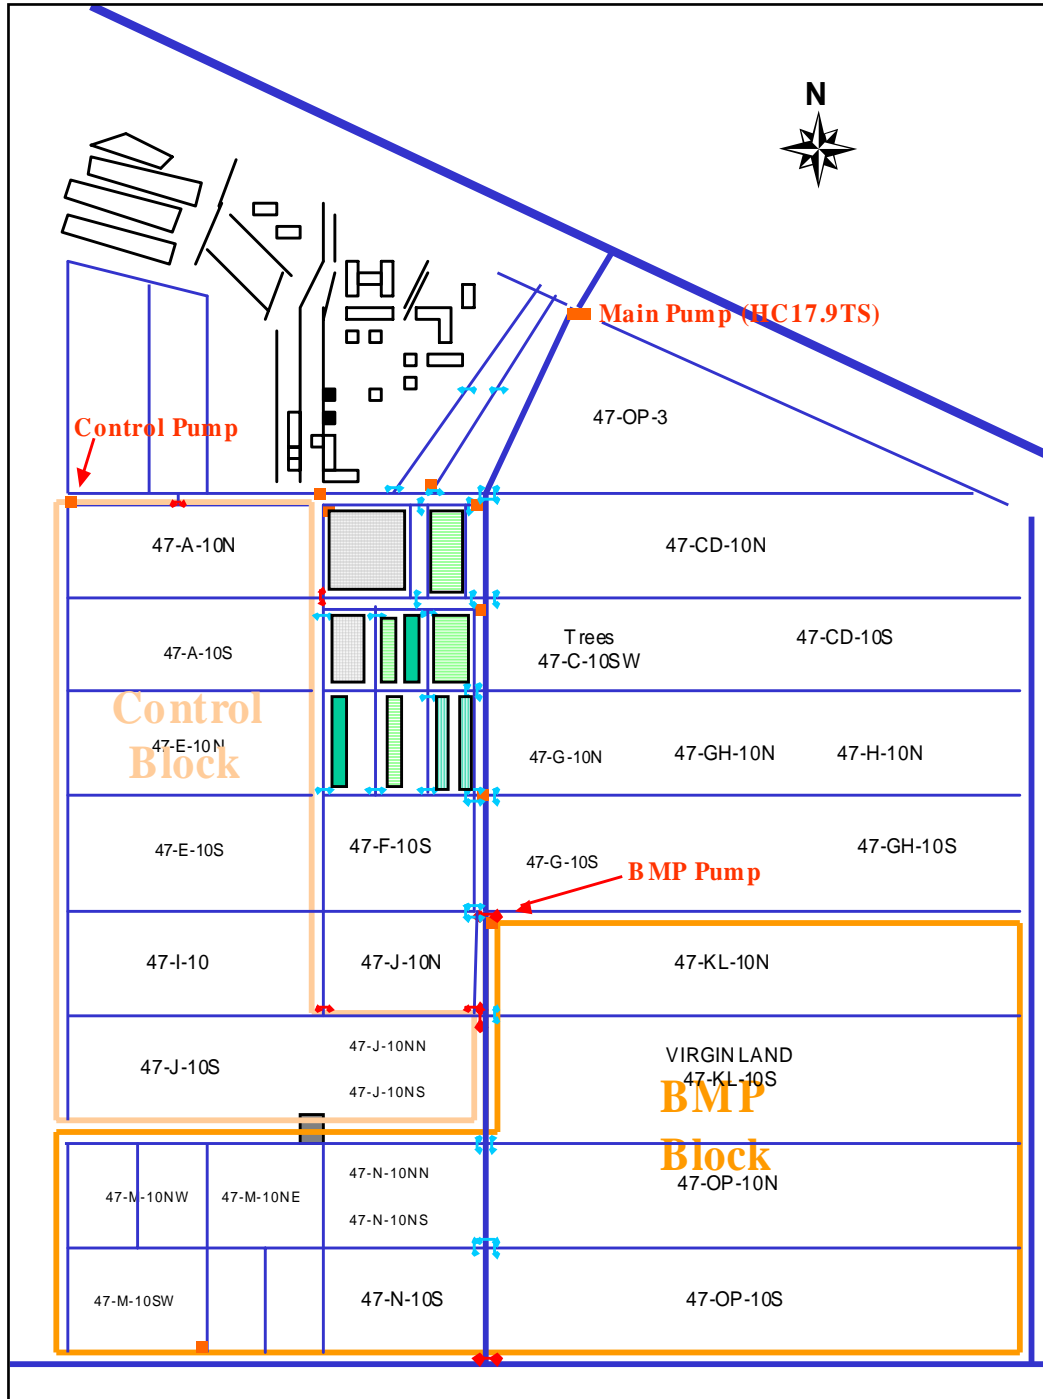 N
Main Pump (HC17.9TS)
47-OP-3
Control Pump
47-A-10N
47-CD-10N
47-A-10S
Trees
47-C-10SW
47-CD-10S
Control
Block
47-E-10N
47-G-10N
47-GH-10N
47-H-10N
47-E-10S
47-F-10S
47-G-10S
47-GH-10S
BMP Pump
47-I-10
47-J-10N
47-KL-10N
47-J-10S
47-J-10NN
47-J-10NS
VIRGIN LAND
47-KL-10S
BMP
Block
47-N-10NN
47-N-10NS
47-M-10NW
47-M-10NE
47-OP-10N
47-M-10SW
47-N-10S
47-OP-10S